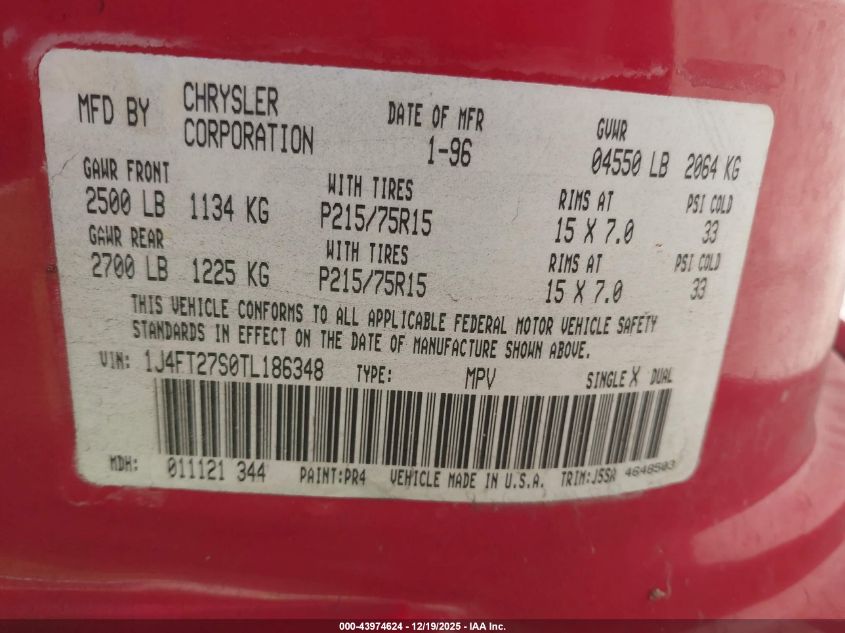 MFD BY CHRYSLER CORPORATION DATE OF MFR 1-96 GVWR 04550 LB 2064 KG
GAWR FRONT WITH TIRES RIMS AT PSI COLD
2500 LB 1134 KG P215/75R15 15 X 7.0 33
GAWR REAR WITH TIRES RIMS AT PSI COLD
2700 LB 1225 KG P215/75R15 15 X 7.0 33
THIS VEHICLE CONFORMS TO ALL APPLICABLE FEDERAL MOTOR VEHICLE SAFETY
STANDARDS IN EFFECT ON THE DATE OF MANUFACTURE SHOWN ABOVE.
VIN: 1J4FT27S0TL186348 TYPE: MPV SINGLE X DUAL
MDH: 011121 344 PAINT:PR4 VEHICLE MADE IN U.S.A. TRIM:J5SA 4648503
000-43974624 | 12/19/2025 - IAA Inc.